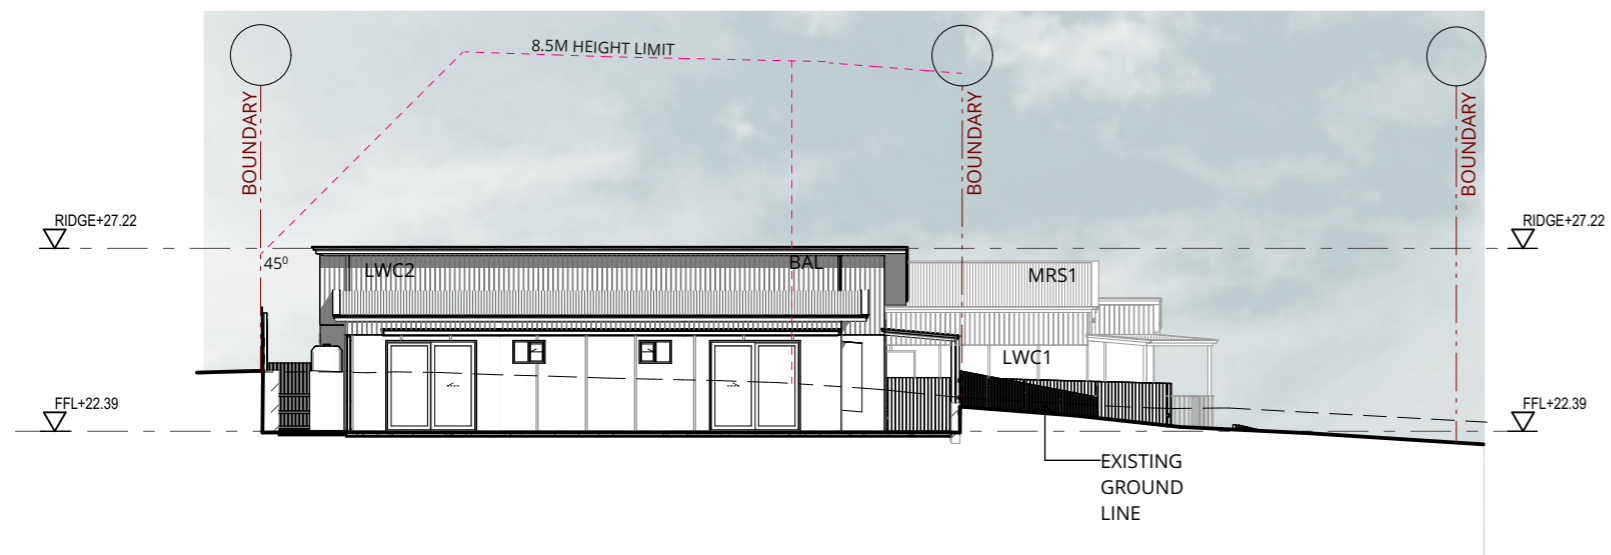 8.5M HEIGHT LIMIT
BOUNDARY
BOUNDARY
BOUNDARY
RIDGE+27.22
RIDGE+27.22
45⁰
LWC2
BAL
MRS1
LWC1
FFL+22.39
FFL+22.39
EXISTING
GROUND
LINE